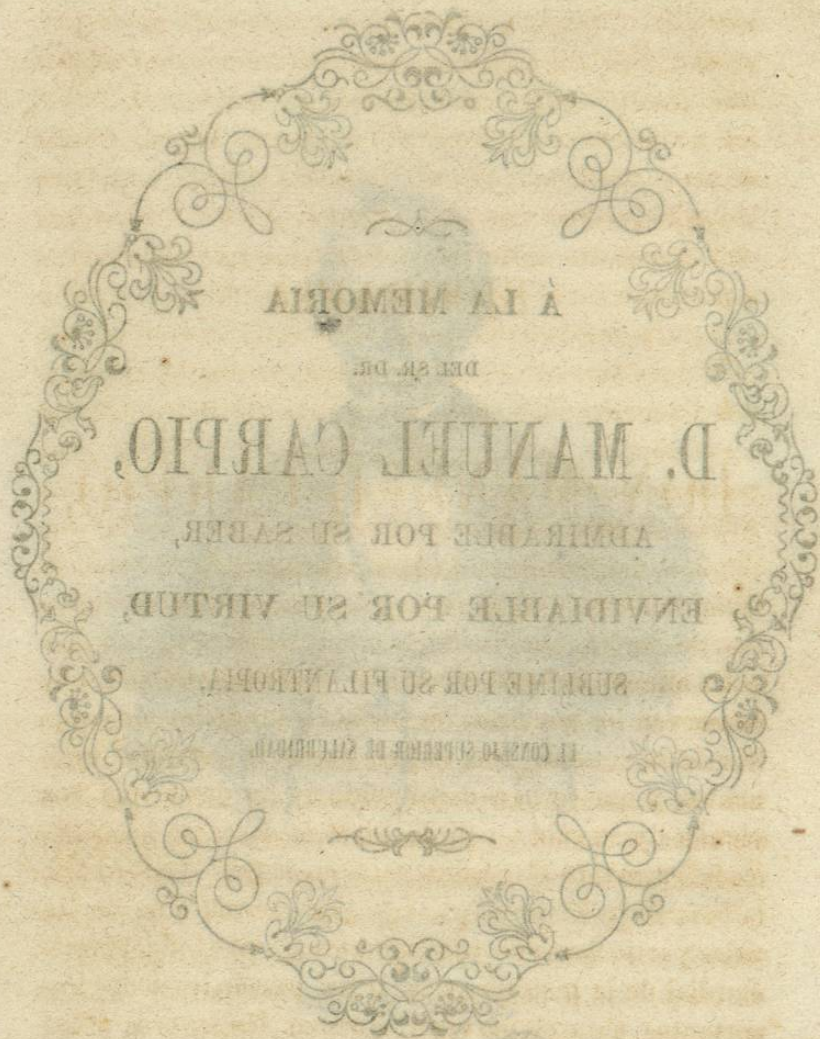 Á LA MEMORIA
DEL SR. DR.
D. MANUEL CARPIO,
ADMIRABLE POR SU SABER,
ENVIDIABLE POR SU VIRTUD,
SUBLIME POR SU FILANTROPIA,
EL CONSEJO SUPERIOR DE SALUBRIDAD.